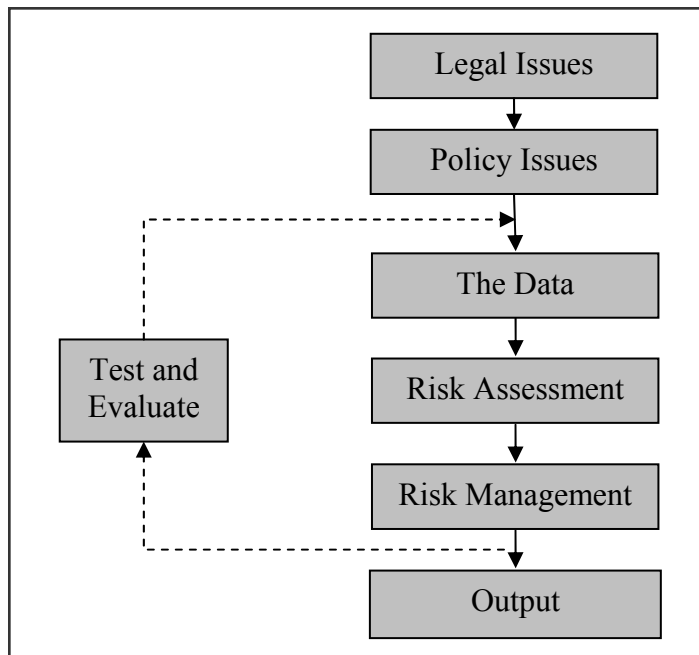 Legal Issues
Policy Issues
The Data
Test and
Evaluate
Risk Assessment
Risk Management
Output